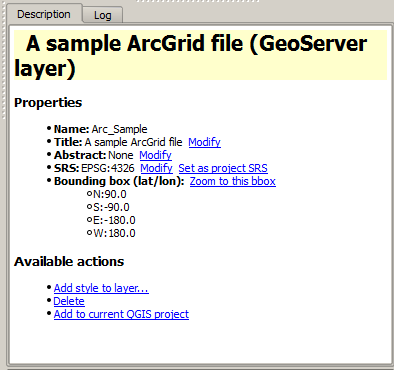 Description Log
A sample ArcGrid file (GeoServer
layer)
Properties
Name: Arc_Sample
Title: A sample ArcGrid file Modify
Abstract: None Modify
SRS: EPSG:4326 Modify Set as project SRS
Bounding box (lat/lon): Zoom to this bbox
N:90.0
S:-90.0
E:-180.0
W:180.0
Available actions
Add style to layer...
Delete
Add to current QGIS project